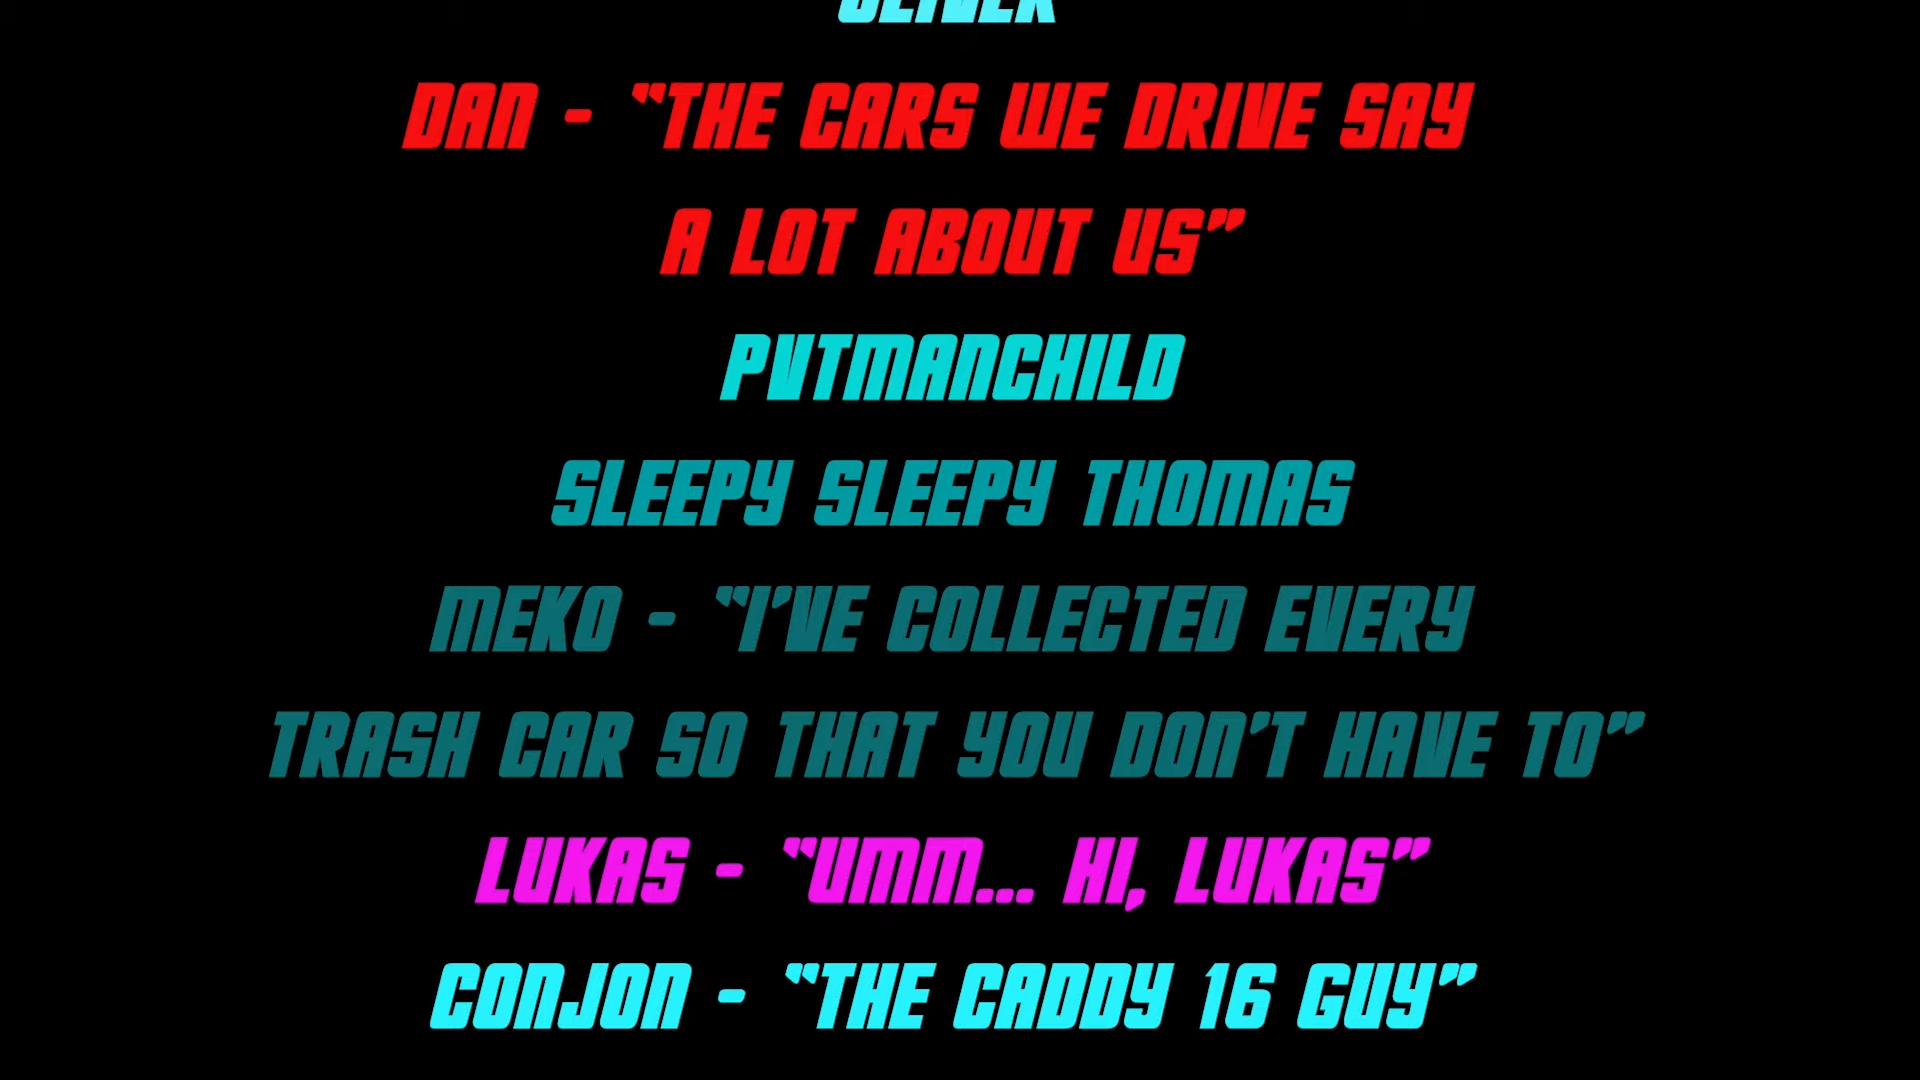 DAN - “THE CARS WE DRIVE SAY
A LOT ABOUT US”
PVTMANCHILD
SLEEPY SLEEPY THOMAS
MEKO - “I'VE COLLECTED EVERY
TRASH CAR SO THAT YOU DON'T HAVE TO”
LUKAS - “UMM... HI, LUKAS”
CONJON - “THE CADDY 16 GUY”